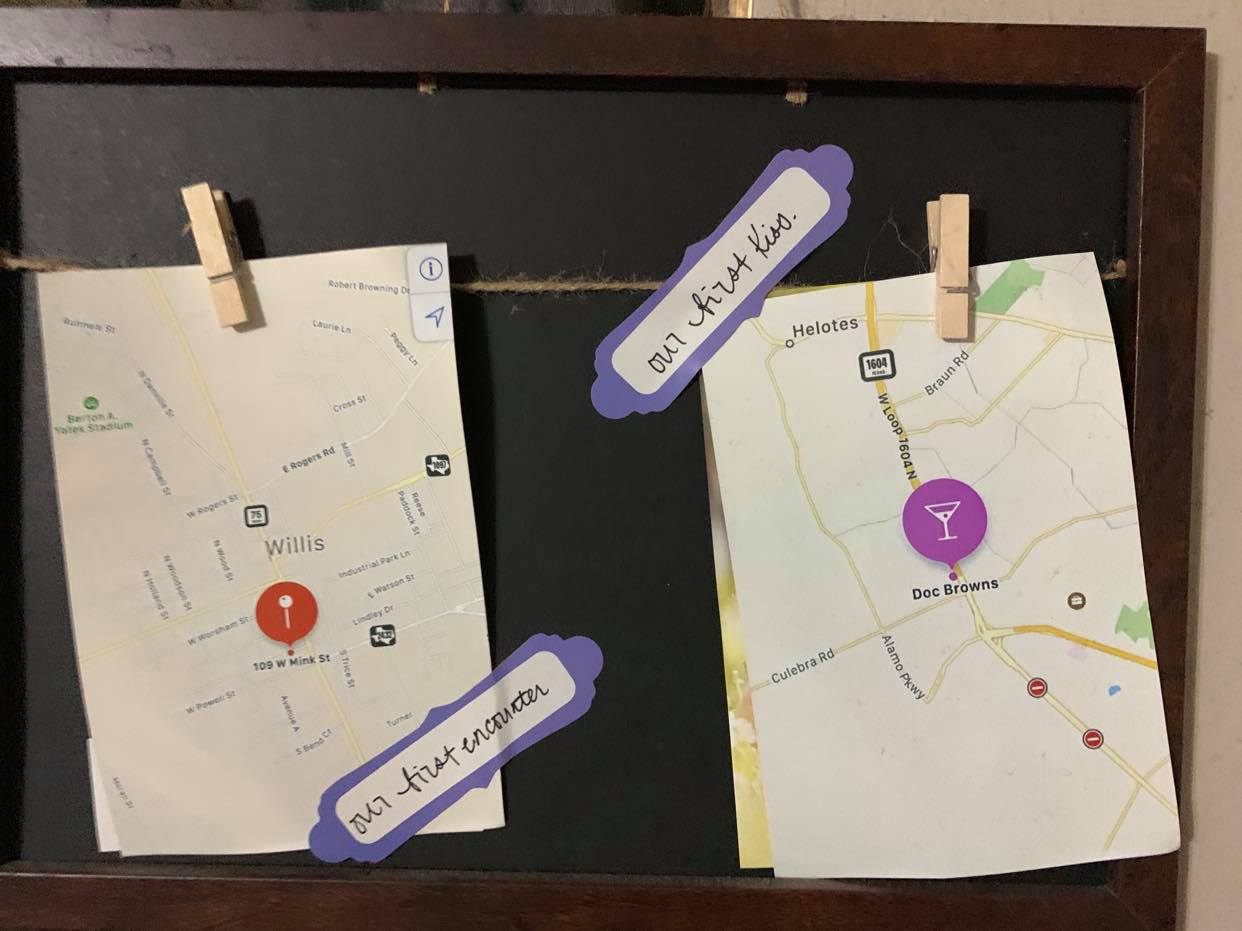 Robert Browning Dr
Runnels St
Laurie Ln
Peggy Ln
N Danville St
Cross St
Berton A.
Yates Stadium
N Campbell St
E Rogers Rd
Mill St
1097
W Rogers St
75
Reese
Paddock St
Willis
N Wood St
N Woodson St
N Holland St
Industrial Park Ln
E Watson St
Lindley Dr
W Worsham St
2432
109 W Mink St
S Trice St
W Powell St
Avenue A
Turner
S Bend Ct
our first encounter
our first kiss.
Helotes
1604
Braun Rd
W Loop 1604 N
Doc Browns
Culebra Rd
Alamo Pkwy